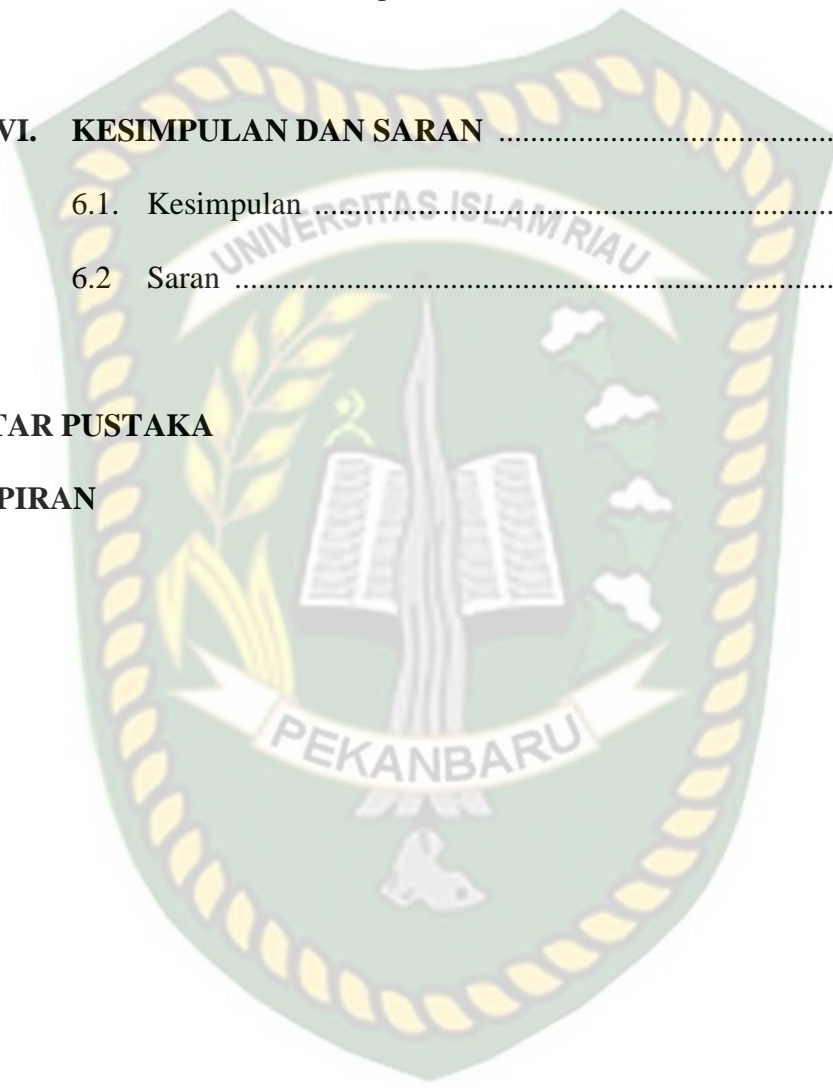 VI. KESIMPULAN DAN SARAN ..........................................
6.1. Kesimpulan ..................................................................
6.2 Saran ............................................................................
UNIVERSITAS ISLAM RIAU
TAR PUSTAKA
PIRAN
PEKANBARU